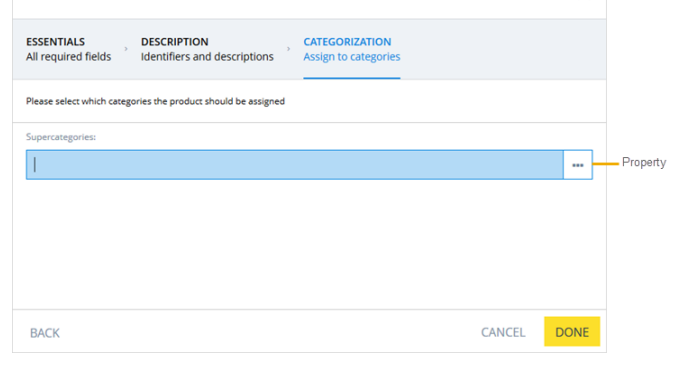 ESSENTIALS › DESCRIPTION › CATEGORIZATION
All required fields Identifiers and descriptions Assign to categories
Please select which categories the product should be assigned
Supercategories:
••• Property
BACK CANCEL DONE